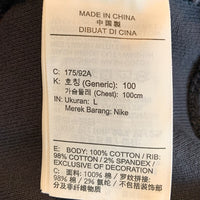 MADE IN CHINA
中国製
DIBUAT DI CINA
C: 175/92A
K: 호칭 (Generic): 100
가슴둘레 (Chest): 100cm
IN: Ukuran: L
Merek Barang: Nike
E: BODY: 100% COTTON / RIB:
98% COTTON / 2% SPANDEX /
EXCLUSIVE OF DECORATION
C: 面料: 100% 棉 / 罗纹拼接:
98% 棉 / 2% 氨纶 / 不包括装饰部
分及非纤维物质